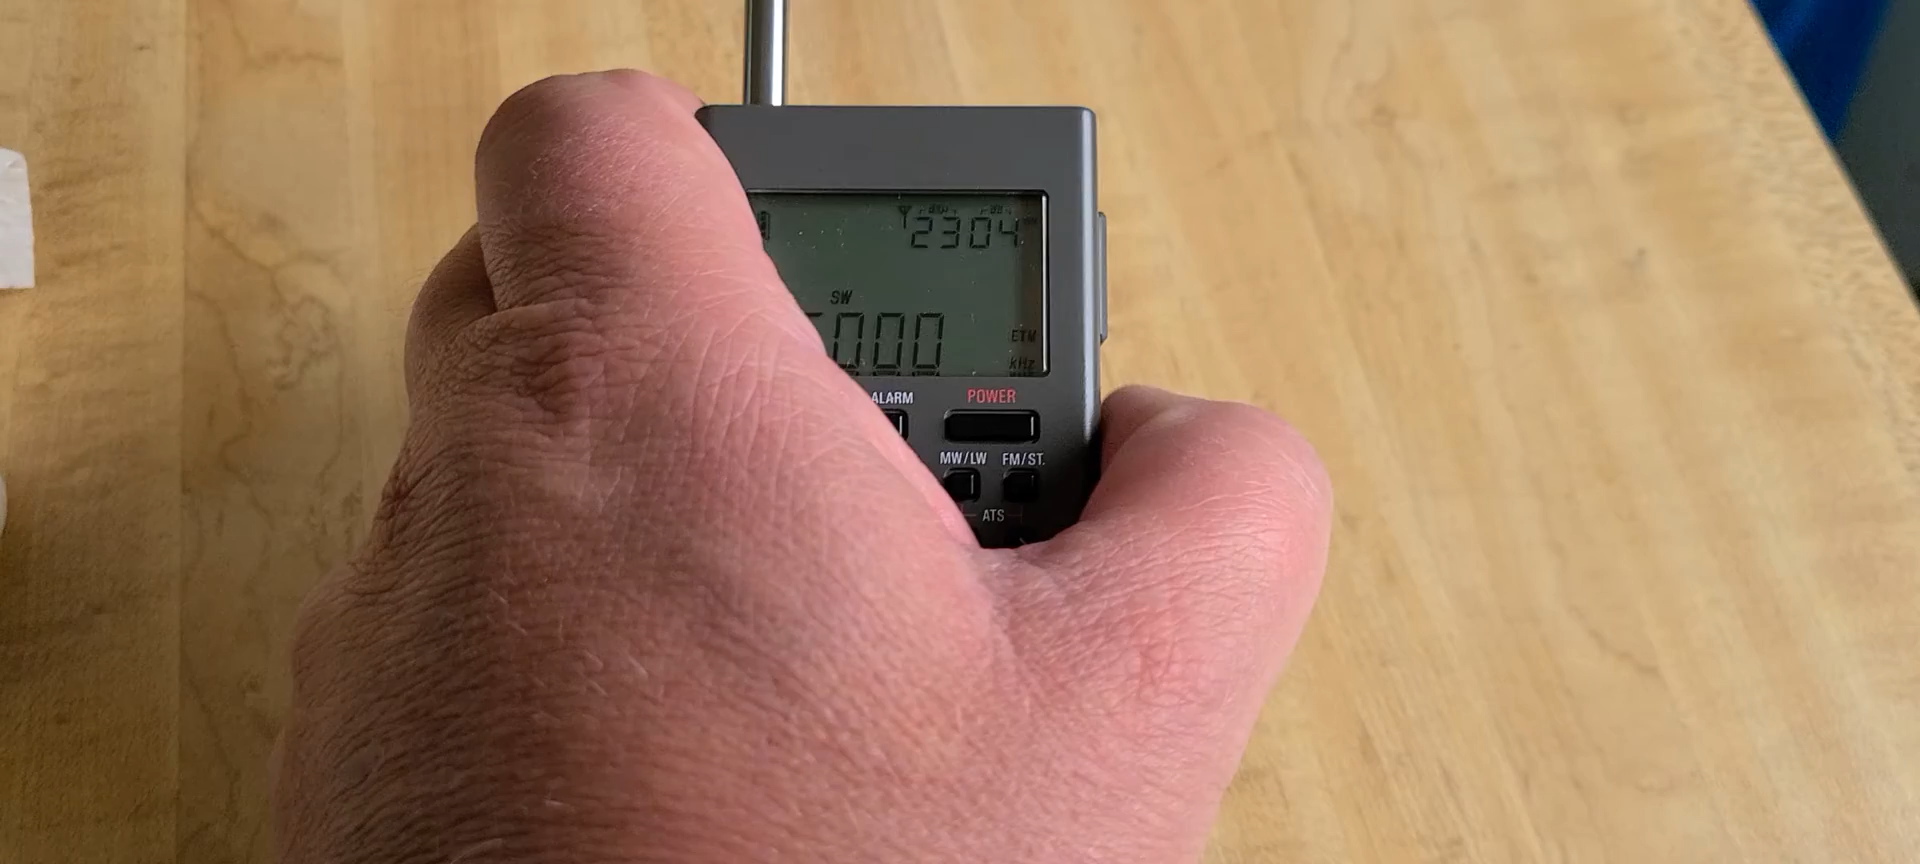 2304
SW
000
ETM
kHz
ALARM POWER
MW/LW FM/ST.
ATS